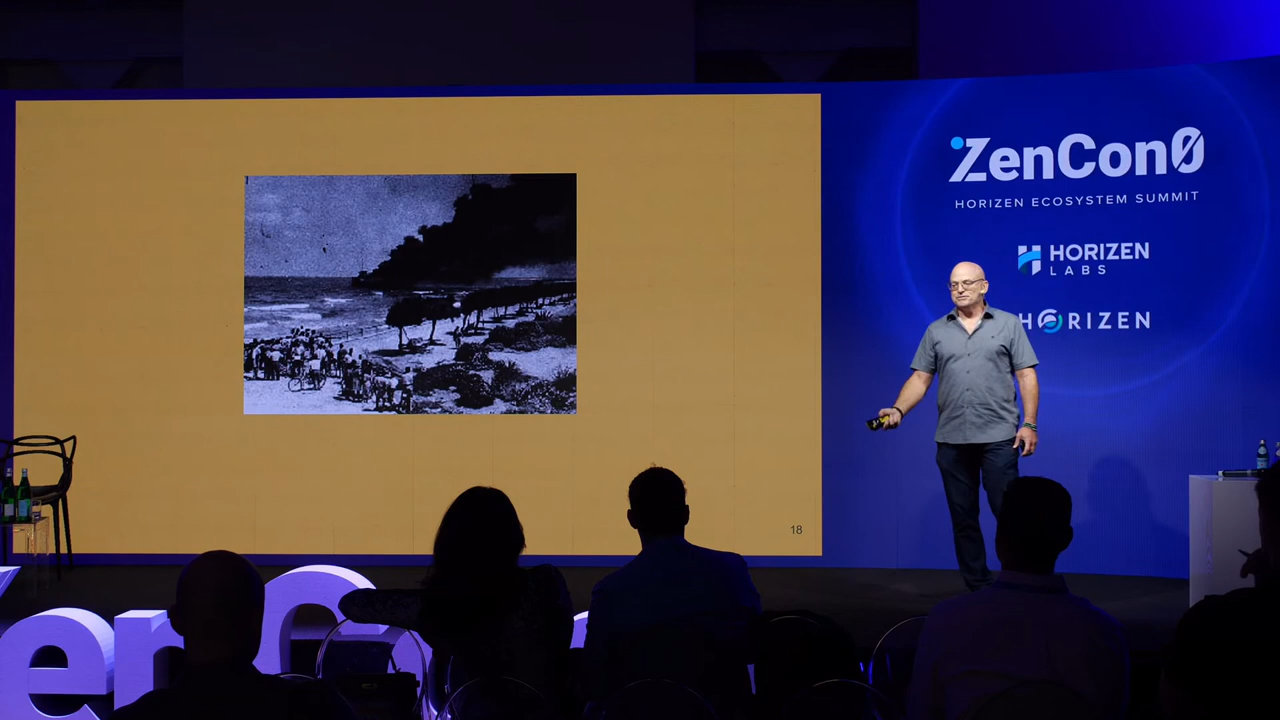 ZenCon0
HORIZEN ECOSYSTEM SUMMIT
HORIZEN
LABS
HORIZEN
18